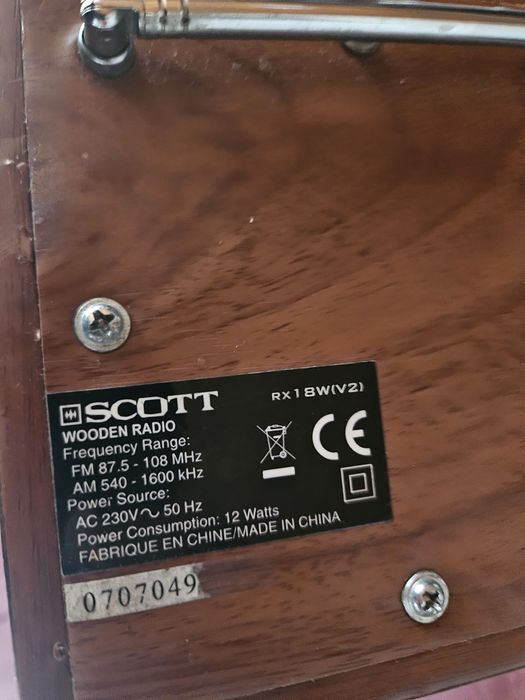 SCOTT RX18W(V2)
WOODEN RADIO
Frequency Range:
FM 87.5 - 108 MHz
AM 540 - 1600 kHz
Power Source:
AC 230V～50 Hz
Power Consumption: 12 Watts
FABRIQUE EN CHINE/MADE IN CHINA
CE
0707049